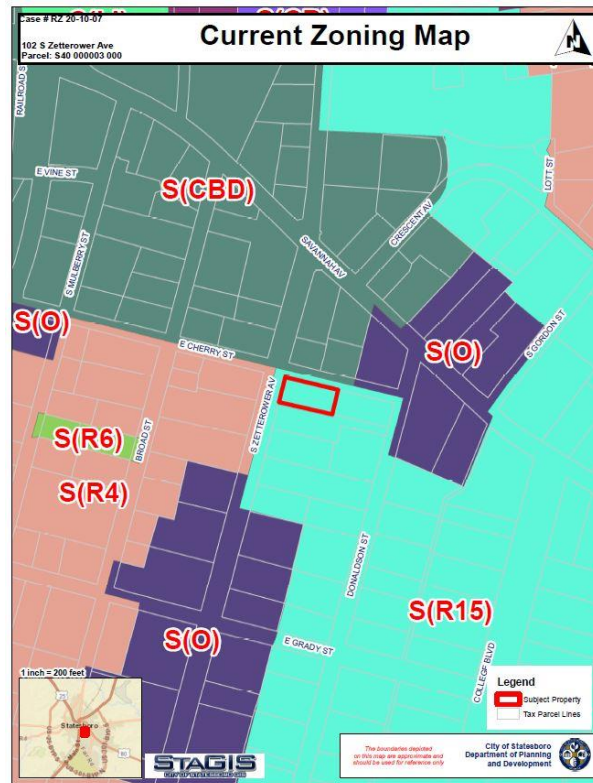 Case # RZ 20-10-07
102 S Zetterower Ave
Parcel: S40 000003 000
Current Zoning Map
N
RAILROAD S
E VINE ST
S(CBD)
LOTT ST
CRESCENT AV
S MULBERRY ST
SAVANNAH AV
S(O)
E CHERRY ST
S(O)
S GORDON ST
S ZETTEROWER AV
S(R6)
BROAD ST
S(R4)
DONALDSON ST
S(R15)
S(O)
E GRADY ST
COLLEGE BLVD
1 inch = 200 feet
Statesboro
Legend
Subject Property
Tax Parcel Lines
STAGIS
CITY OF STATESBORO GIS
The boundaries depicted
on this map are approximate and
should be used for reference only
City of Statesboro
Department of Planning
and Development